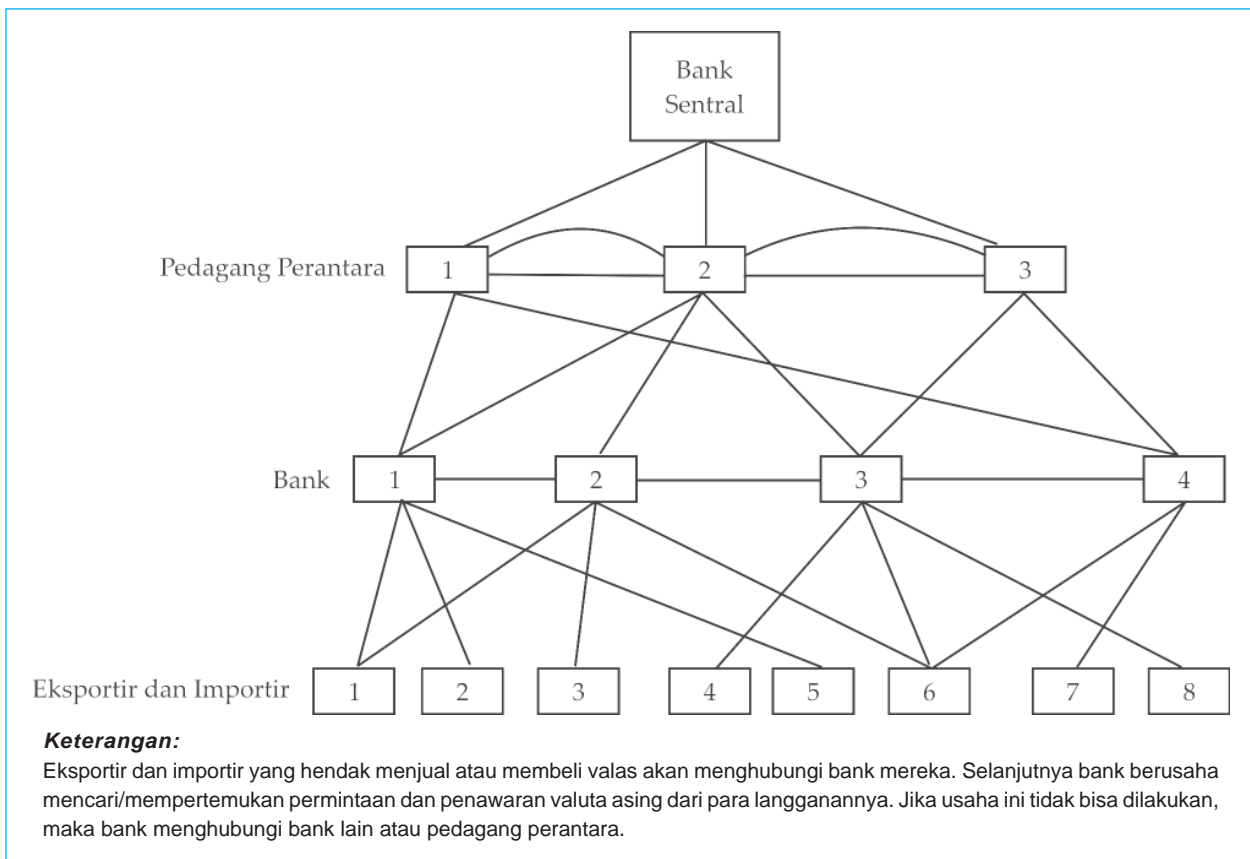 Bank
Sentral
Pedagang Perantara
1
2
3
Bank
1
2
3
4
Eksportir dan Importir
1
2
3
4
5
6
7
8
Keterangan:
Eksportir dan importir yang hendak menjual atau membeli valas akan menghubungi bank mereka. Selanjutnya bank berusaha
mencari/mempertemukan permintaan dan penawaran valuta asing dari para langganannya. Jika usaha ini tidak bisa dilakukan,
maka bank menghubungi bank lain atau pedagang perantara.